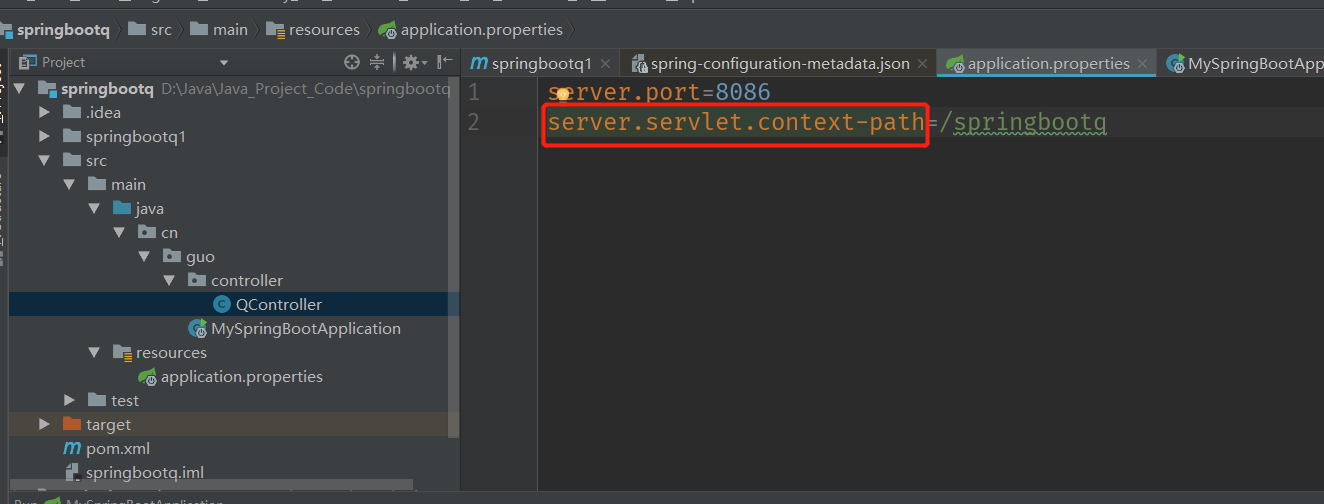 springbootq src main resources application.properties
Project
springbootq D:\Java\Java_Project_Code\springbootq
.idea
springbootq1
src
main
java
cn
guo
controller
QController
MySpringBootApplication
resources
application.properties
test
target
pom.xml
springbootq.iml
springbootq1 spring-configuration-metadata.json application.properties MySpringBootApp
1 server.port=8086
2 server.servlet.context-path=/springbootq
Run MySpringBootApplication